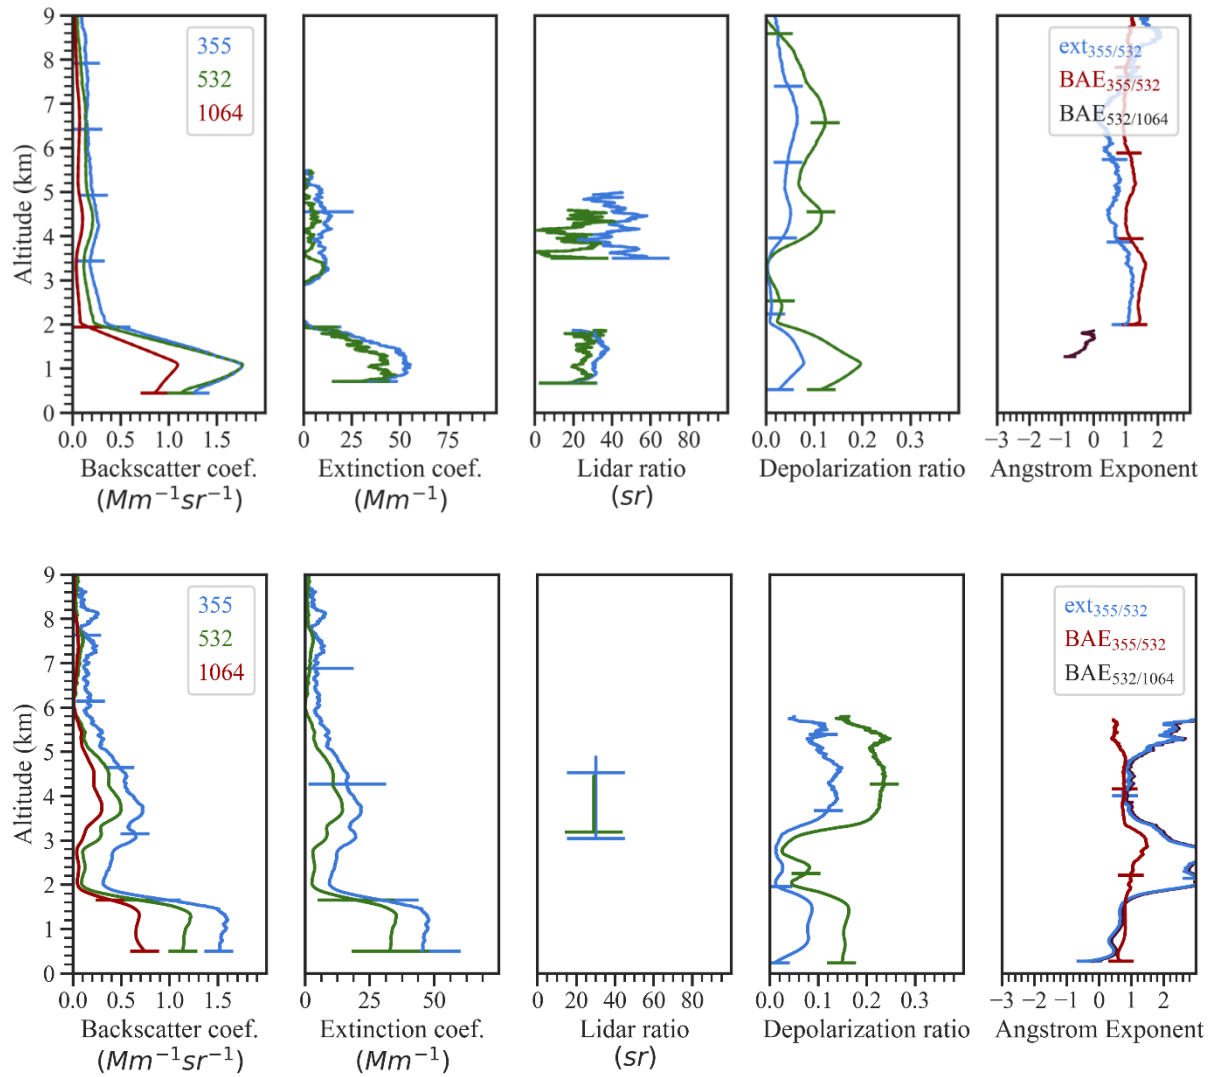 9
8
7
6
5
4
3
2
1
0
Altitude (km)
355
532
1064
0.0 0.5 1.0 1.5
Backscatter coef.
(Mm⁻¹sr⁻¹)
0 25 50 75
Extinction coef.
(Mm⁻¹)
0 20 40 60 80
Lidar ratio
(sr)
0.0 0.1 0.2 0.3
Depolarization ratio
ext355/532
BAE355/532
BAE532/1064
−3 −2 −1 0 1 2
Angstrom Exponent
9
8
7
6
5
4
3
2
1
0
Altitude (km)
355
532
1064
0.0 0.5 1.0 1.5
Backscatter coef.
(Mm⁻¹sr⁻¹)
0 25 50
Extinction coef.
(Mm⁻¹)
0 20 40 60 80
Lidar ratio
(sr)
0.0 0.1 0.2 0.3
Depolarization ratio
ext355/532
BAE355/532
BAE532/1064
−3 −2 −1 0 1 2
Angstrom Exponent